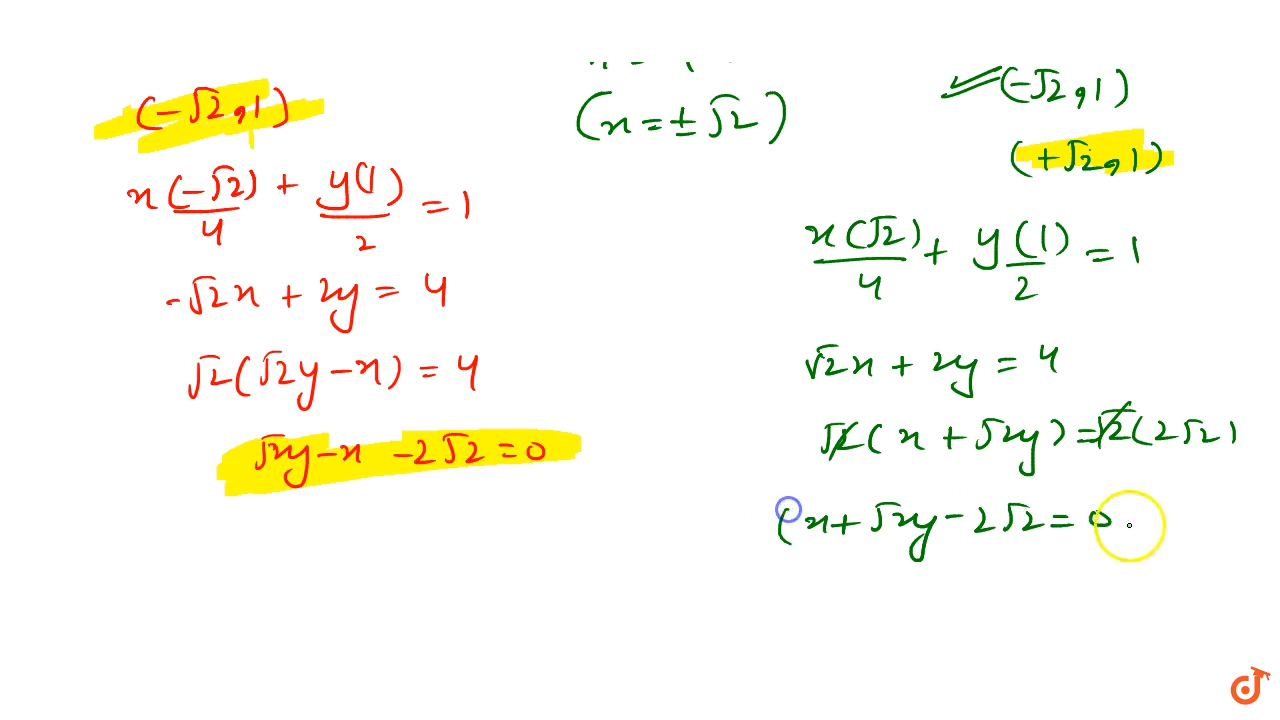 (-√2, 1)
x(-√2)/4 + y(1)/2 = 1
-√2x + 2y = 4
√2(√2y - x) = 4
√2y - x - 2√2 = 0
(x = ±√2)
(-√2, 1)
(+√2, 1)
x(√2)/4 + y(1)/2 = 1
√2x + 2y = 4
√2(x + √2y) = √2(2√2)
(x + √2y - 2√2 = 0.